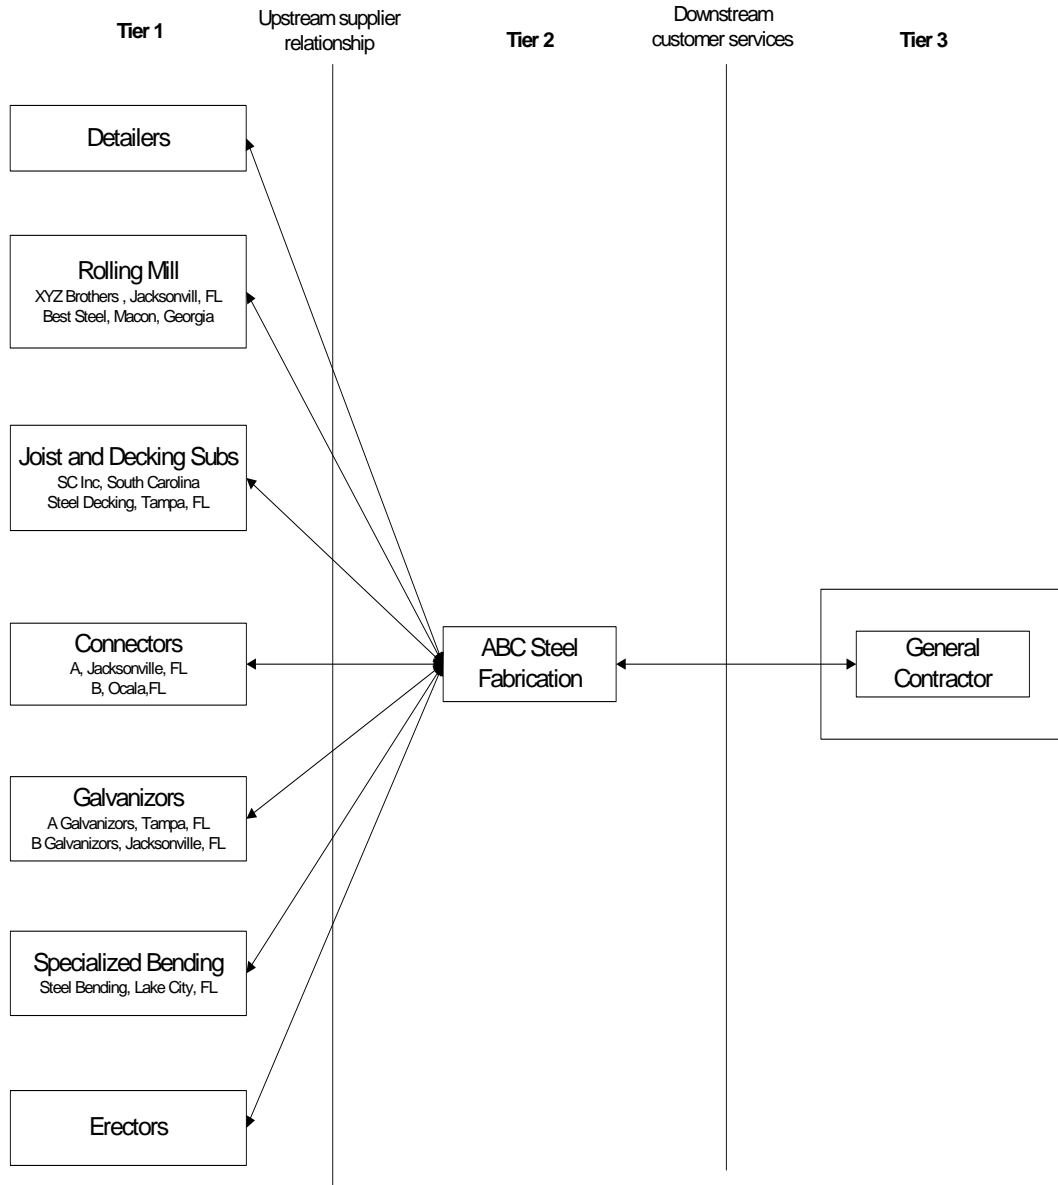 Tier 1
Upstream supplier
relationship
Tier 2
Downstream
customer services
Tier 3
Detailers
Rolling Mill
XYZ Brothers , Jacksonvill, FL
Best Steel, Macon, Georgia
Joist and Decking Subs
SC Inc, South Carolina
Steel Decking, Tampa, FL
Connectors
A, Jacksonville, FL
B, Ocala,FL
ABC Steel
Fabrication
General
Contractor
Galvanizors
A Galvanizors, Tampa, FL
B Galvanizors, Jacksonville, FL
Specialized Bending
Steel Bending, Lake City, FL
Erectors